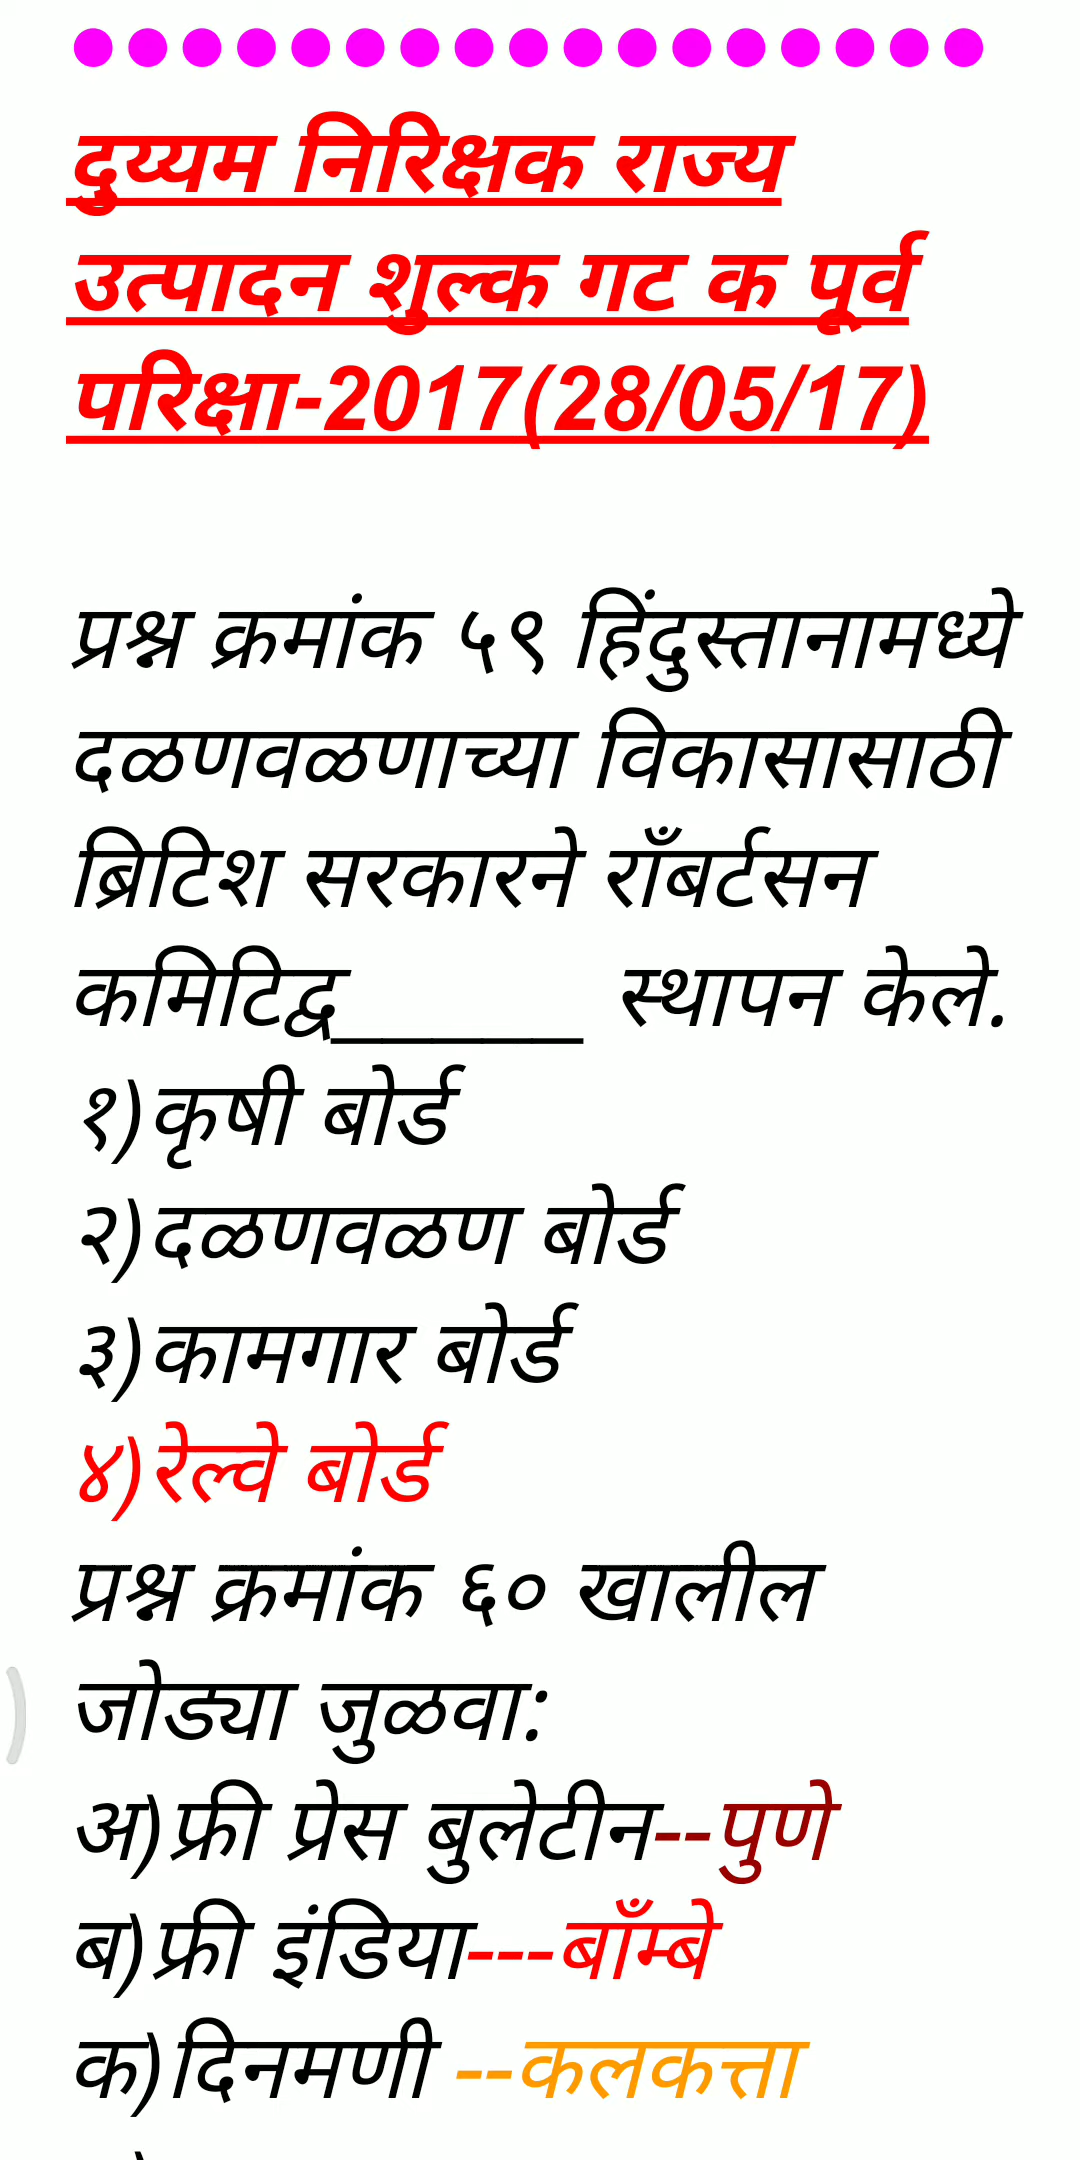 दुय्यम निरिक्षक राज्य
उत्पादन शुल्क गट क पूर्व
परिक्षा-2017(28/05/17)
प्रश्न क्रमांक ५९ हिंदुस्तानामध्ये
दळणवळणाच्या विकासासाठी
ब्रिटिश सरकारने राँबर्टसन
कमिटिद्व_____ स्थापन केले.
१)कृषी बोर्ड
२)दळणवळण बोर्ड
३)कामगार बोर्ड
४)रेल्वे बोर्ड
प्रश्न क्रमांक ६० खालील
जोड्या जुळवा:
अ)फ्री प्रेस बुलेटीन--पुणे
ब)फ्री इंडिया---बाँम्बे
क)दिनमणी --कलकत्ता